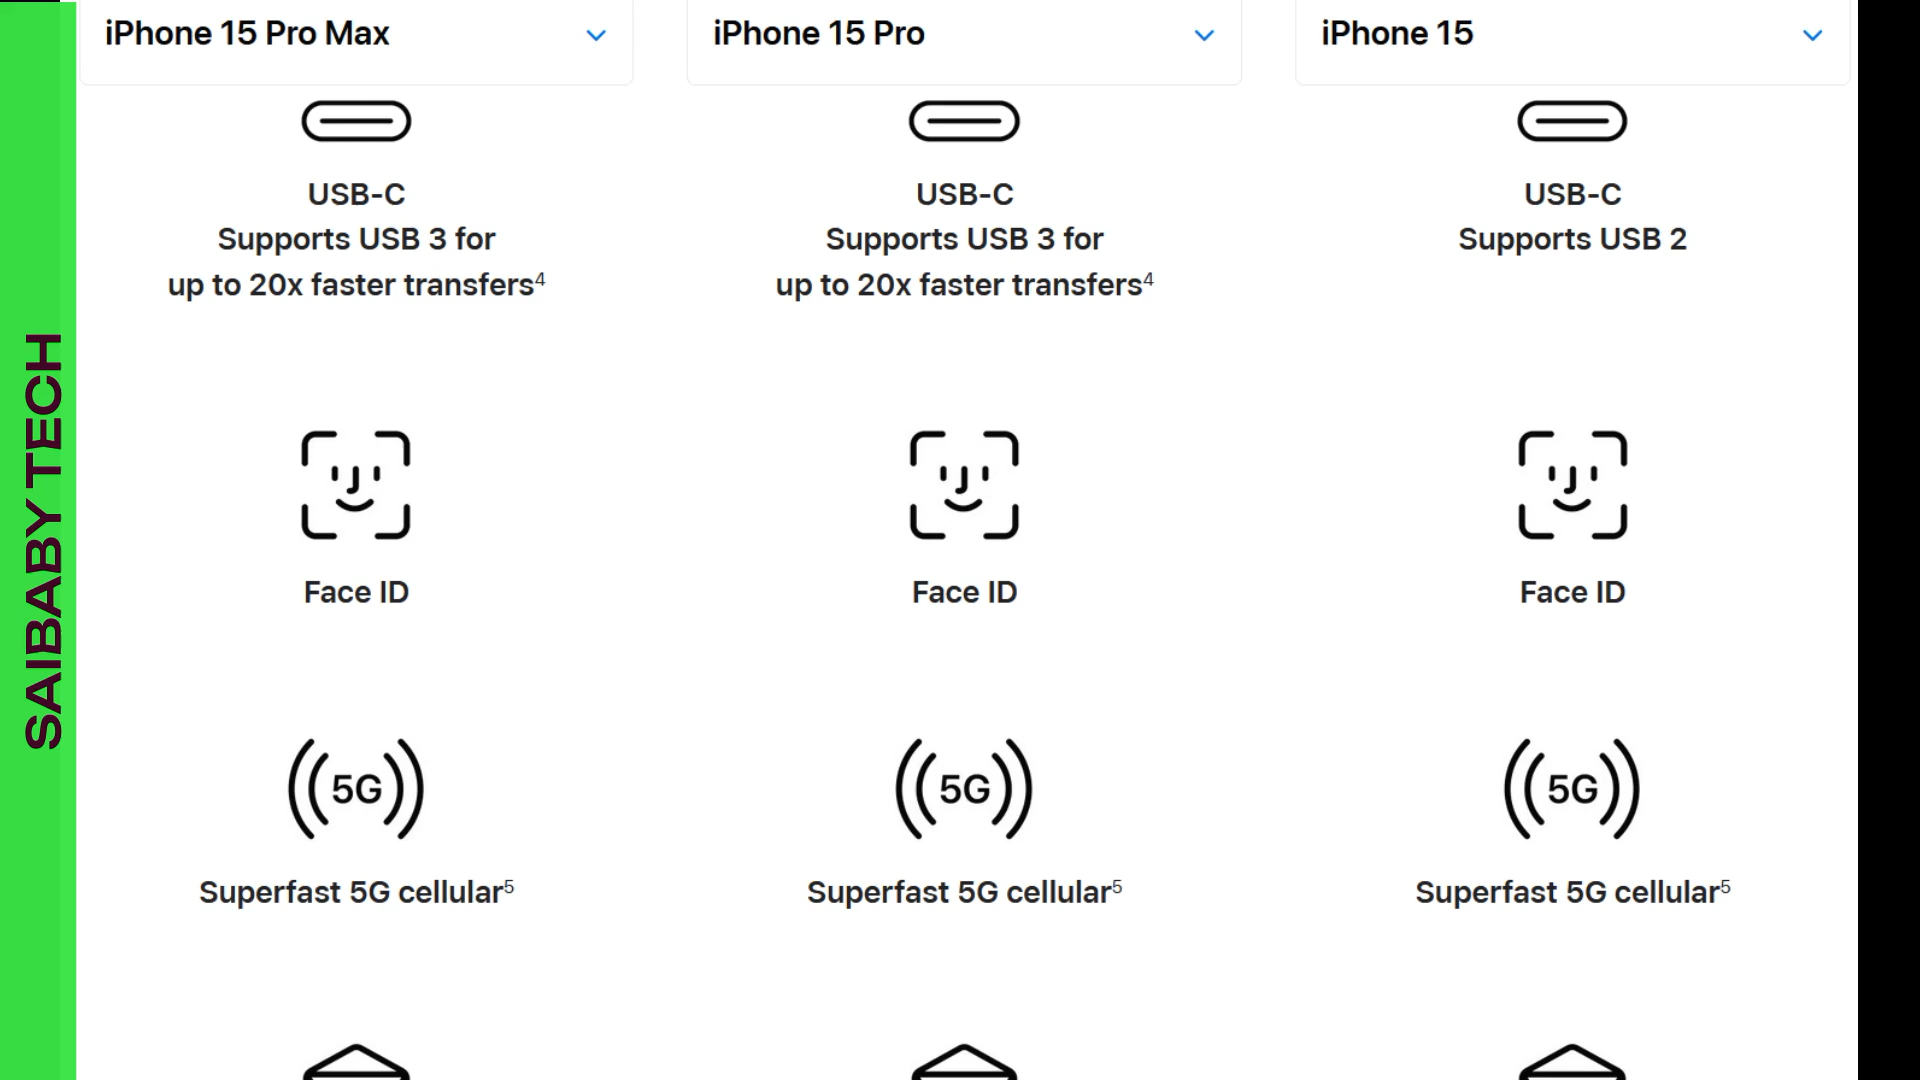 iPhone 15 Pro Max
iPhone 15 Pro
iPhone 15
USB-C
Supports USB 3 for
up to 20x faster transfers⁴
USB-C
Supports USB 3 for
up to 20x faster transfers⁴
USB-C
Supports USB 2
Face ID
Face ID
Face ID
5G
Superfast 5G cellular⁵
5G
Superfast 5G cellular⁵
5G
Superfast 5G cellular⁵
SAIBABY TECH